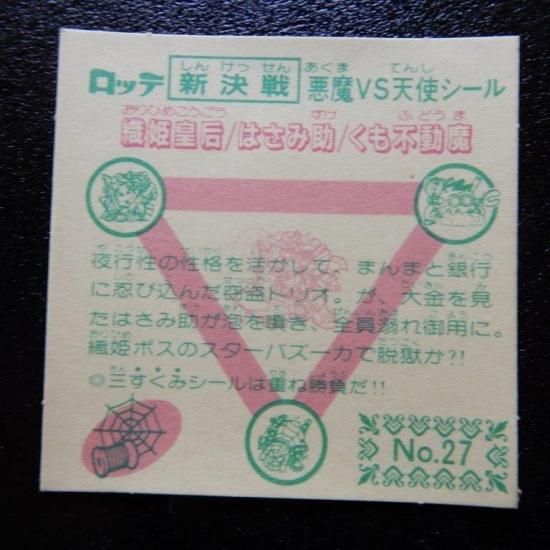 ロッテ 新決戦 悪魔VS天使シール
織姫皇后/はさみ助/くも不動魔
夜行性の性格を活かして、まんまと銀行
に忍び込んだ窃盗トリオ。が、大金を見
たはさみ助が泡を噴き、全員溺れ御用に。
織姫ボスのスターバズーカで脱獄か?!
◎三すくみシールは重ね勝負だ!!
No.27